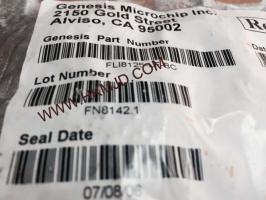 Genesis Microchip Inc.
2150 Gold Street
Alviso, CA 95002
Genesis Part Number
Lot Number
FN8142.1
Seal Date
07/08/06